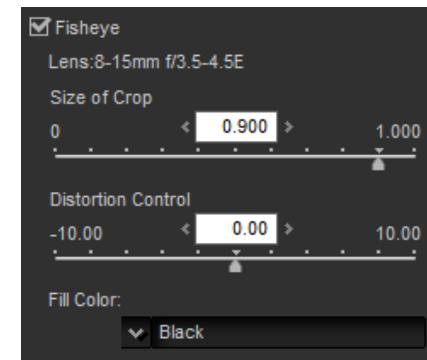 Fisheye
Lens:8-15mm f/3.5-4.5E
Size of Crop
0 < 0.900 > 1.000
Distortion Control
-10.00 < 0.00 > 10.00
Fill Color:
Black